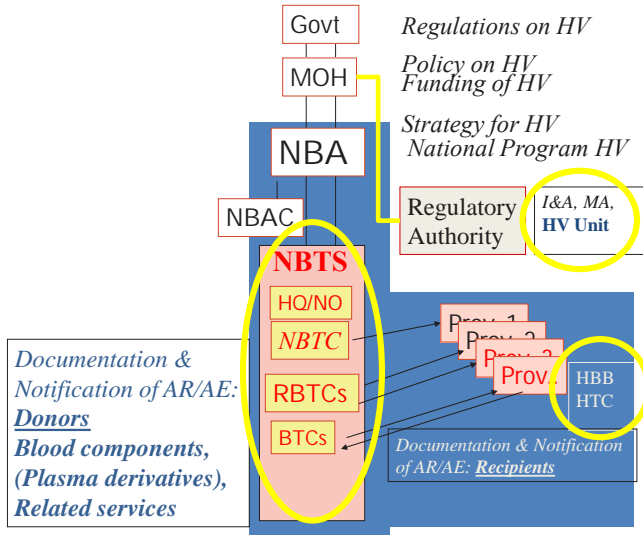 Govt
Regulations on HV
MOH
Policy on HV
Funding of HV
Strategy for HV
National Program HV
NBA
NBAC
Regulatory
Authority
I&A, MA,
HV Unit
NBTS
HQ/NO
NBTC
RBTCs
BTCs
Prov. 1
Prov. 2
Prov. 3
Prov..
HBB
HTC
Documentation &
Notification of AR/AE:
Donors
Blood components,
(Plasma derivatives),
Related services
Documentation & Notification
of AR/AE: Recipients